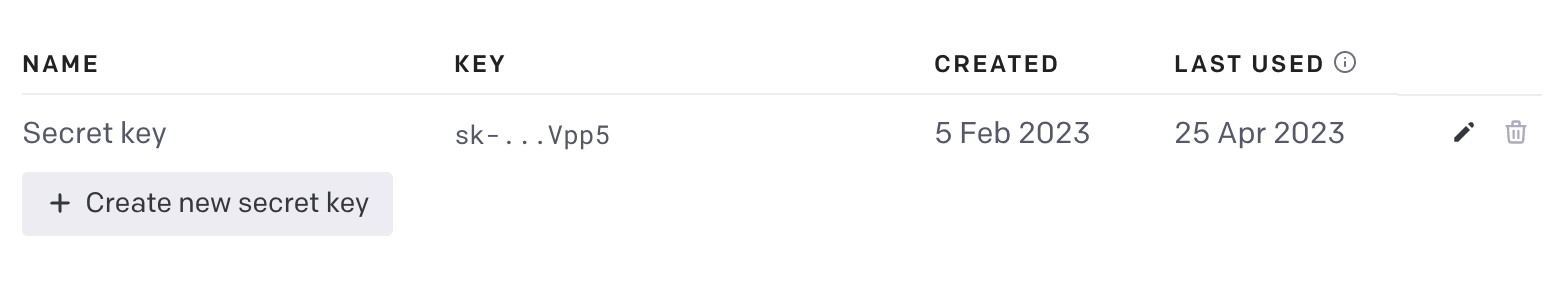 NAME KEY CREATED LAST USED
Secret key sk-...Vpp5 5 Feb 2023 25 Apr 2023
+ Create new secret key